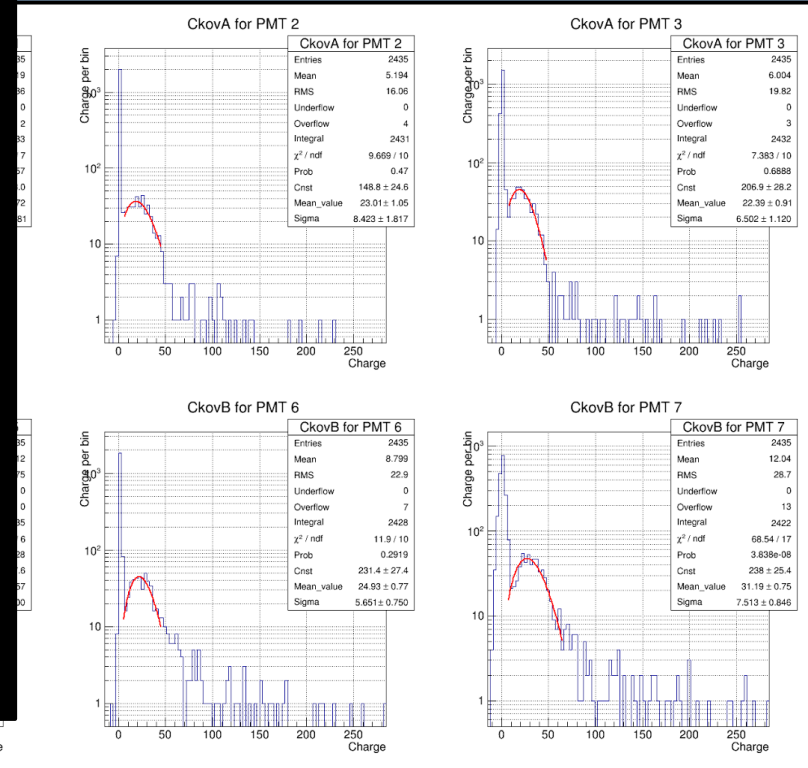 CkovA for PMT 2
CkovA for PMT 2
Entries 2435
Mean 5.194
RMS 16.06
Underflow 0
Overflow 4
Integral 2431
χ² / ndf 9.669 / 10
Prob 0.47
Cnst 148.8 ± 24.6
Mean_value 23.01 ± 1.05
Sigma 8.423 ± 1.817
Charge per bin
10³
10²
10
1
0 50 100 150 200 250
Charge
CkovA for PMT 3
CkovA for PMT 3
Entries 2435
Mean 6.004
RMS 19.82
Underflow 0
Overflow 3
Integral 2432
χ² / ndf 7.383 / 10
Prob 0.6888
Cnst 206.9 ± 28.2
Mean_value 22.39 ± 0.91
Sigma 6.502 ± 1.120
Charge per bin
10³
10²
10
1
0 50 100 150 200 250
Charge
CkovB for PMT 6
CkovB for PMT 6
Entries 2435
Mean 8.799
RMS 22.9
Underflow 0
Overflow 7
Integral 2428
χ² / ndf 11.9 / 10
Prob 0.2919
Cnst 231.4 ± 27.4
Mean_value 24.93 ± 0.77
Sigma 5.651 ± 0.750
Charge per bin
10³
10²
10
1
0 50 100 150 200 250
Charge
CkovB for PMT 7
CkovB for PMT 7
Entries 2435
Mean 12.04
RMS 28.7
Underflow 0
Overflow 13
Integral 2422
χ² / ndf 68.54 / 17
Prob 3.838e-08
Cnst 238 ± 25.4
Mean_value 31.19 ± 0.75
Sigma 7.513 ± 0.846
Charge per bin
10³
10²
10
1
0 50 100 150 200 250
Charge